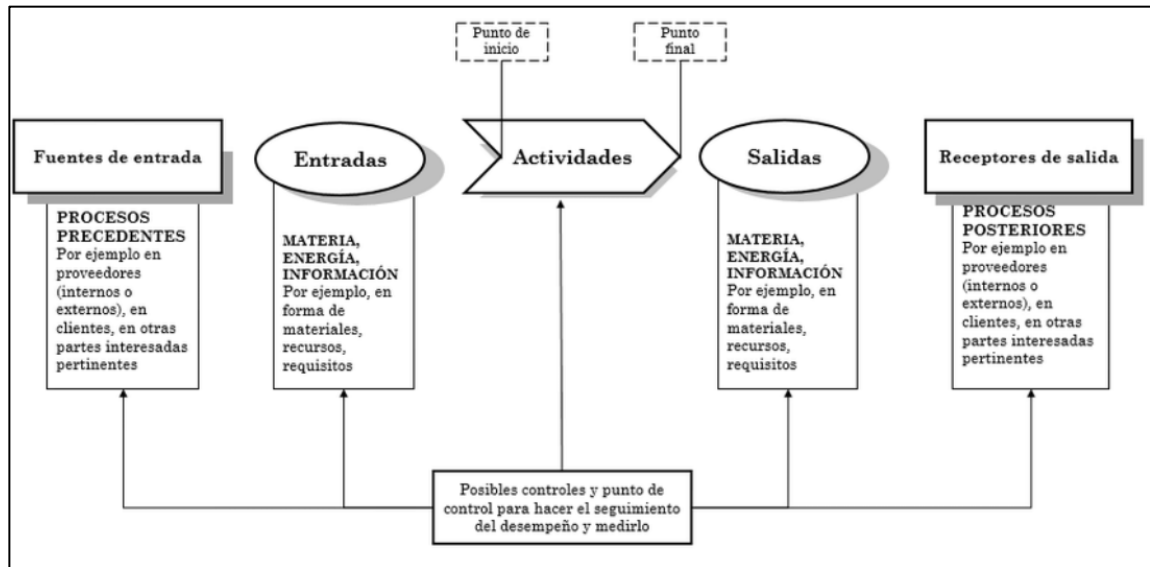 Punto de
inicio
Punto
final
Fuentes de entrada
Entradas
Actividades
Salidas
Receptores de salida
PROCESOS
PRECEDENTES
Por ejemplo en
proveedores
(internos o
externos), en
clientes, en otras
partes interesadas
pertinentes
MATERIA,
ENERGÍA,
INFORMACIÓN
Por ejemplo, en
forma de
materiales,
recursos,
requisitos
MATERIA,
ENERGÍA,
INFORMACIÓN
Por ejemplo, en
forma de
materiales,
recursos,
requisitos
PROCESOS
POSTERIORES
Por ejemplo en
proveedores
(internos o
externos), en
clientes, en otras
partes interesadas
pertinentes
Posibles controles y punto de
control para hacer el seguimiento
del desempeño y medirlo